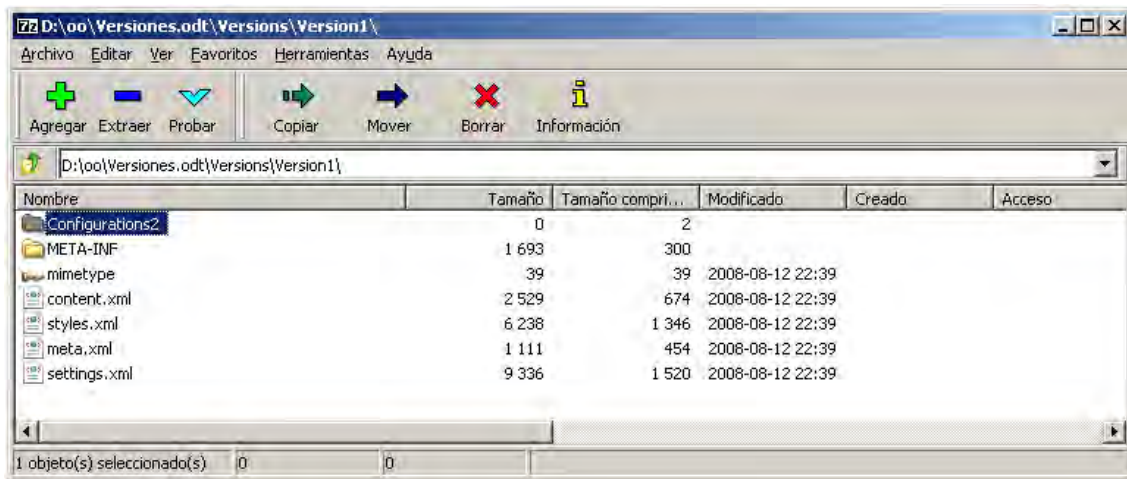 7z D:\oo\Versiones.odt\Versions\Version1\
Archivo Editar Ver Favoritos Herramientas Ayuda
Agregar Extraer Probar Copiar Mover Borrar Información
D:\oo\Versiones.odt\Versions\Version1\
Nombre Tamaño Tamaño compri... Modificado Creado Acceso
Configurations2 0 2
META-INF 1 693 300
mimetype 39 39 2008-08-12 22:39
content.xml 2 529 674 2008-08-12 22:39
styles.xml 6 238 1 346 2008-08-12 22:39
meta.xml 1 111 454 2008-08-12 22:39
settings.xml 9 336 1 520 2008-08-12 22:39
1 objeto(s) seleccionado(s) 0 0